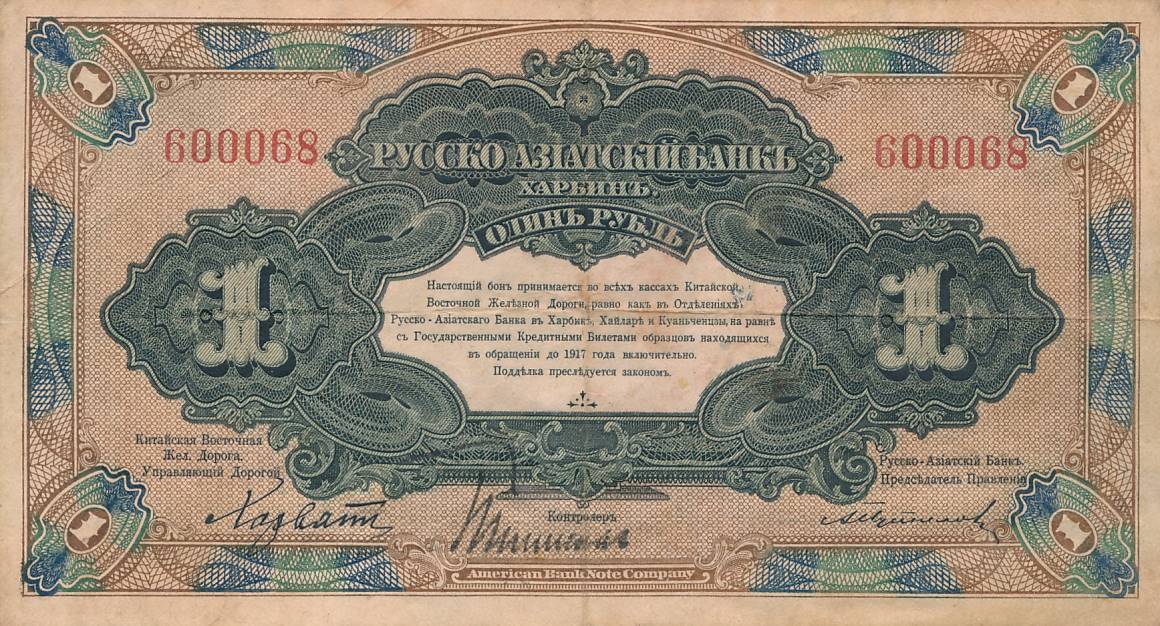 600068
600068
РУССКО АЗІАТСКІЙ БАНКЪ
ХАРБИНЪ.
ОДИНЪ РУБЛЬ
1
1
Настоящій бонъ принимается во всѣхъ кассахъ Китайской
Восточной Желѣзной Дороги, равно какъ въ Отдѣленіяхъ
Русско-Азіатскаго Банка въ Харбинѣ, Хайларѣ и Куаньченцзы, на равнѣ
съ Государственными Кредитными Билетами образцовъ находящихся
въ обращеніи до 1917 года включительно.
Поддѣлка преслѣдуется закономъ.
Китайская Восточная
Жел. Дорога.
Управляющій Дорогой
Русско-Азіатскій Банкъ.
Предсѣдатель Правленія
Хорватъ
Контролеръ
American Bank Note Company